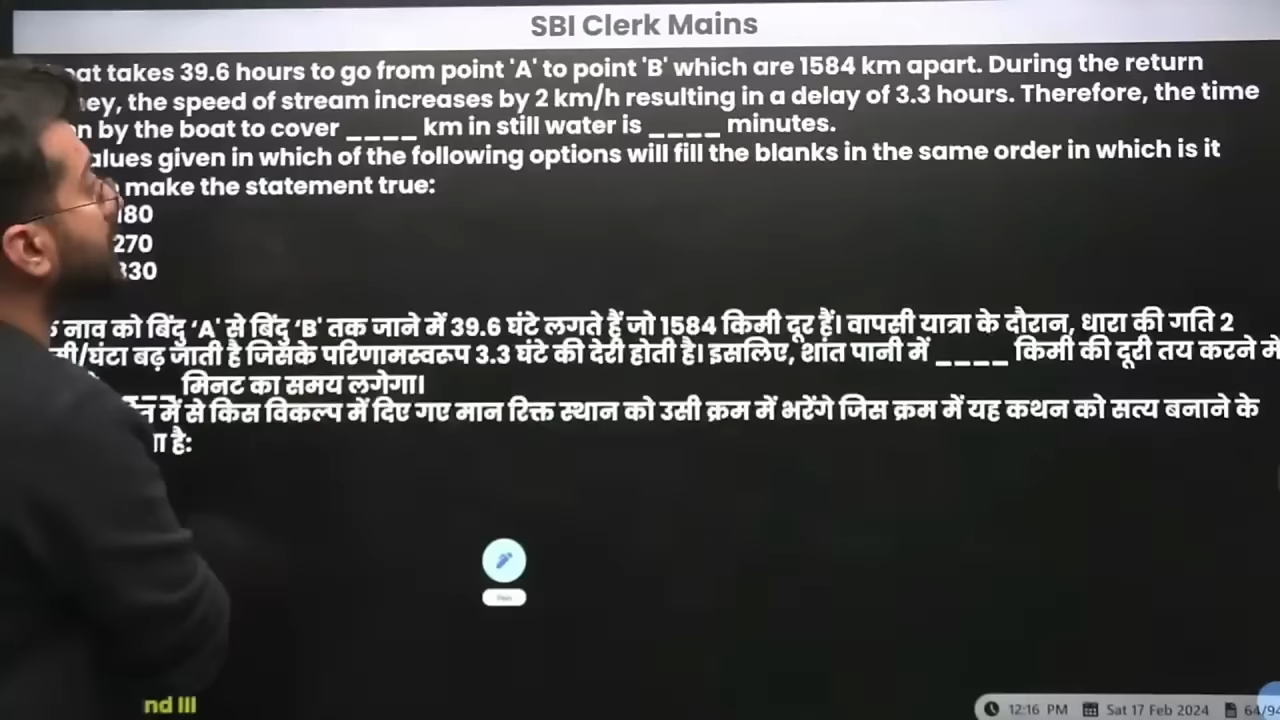 SBI Clerk Mains
takes 39.6 hours to go from point 'A' to point 'B' which are 1584 km apart. During the return
the speed of stream increases by 2 km/h resulting in a delay of 3.3 hours. Therefore, the time
by the boat to cover ____ km in still water is ____ minutes.
given in which of the following options will fill the blanks in the same order in which is it
make the statement true:
180
270
330
नाव को बिंदु ‘A' से बिंदु ‘B' तक जाने में 39.6 घंटे लगते हैं जो 1584 किमी दूर हैं। वापसी यात्रा के दौरान, धारा की गति 2
बढ़ जाती है जिसके परिणामस्वरूप 3.3 घंटे की देरी होती है। इसलिए, शांत पानी में ____ किमी की दूरी तय करने में
मिनट का समय लगेगा।
में से किस विकल्प में दिए गए मान रिक्त स्थान को उसी क्रम में भरेंगे जिस क्रम में यह कथन को सत्य बनाने के
है:
nd III
12:16 PM Sat 17 Feb 2024 64/94